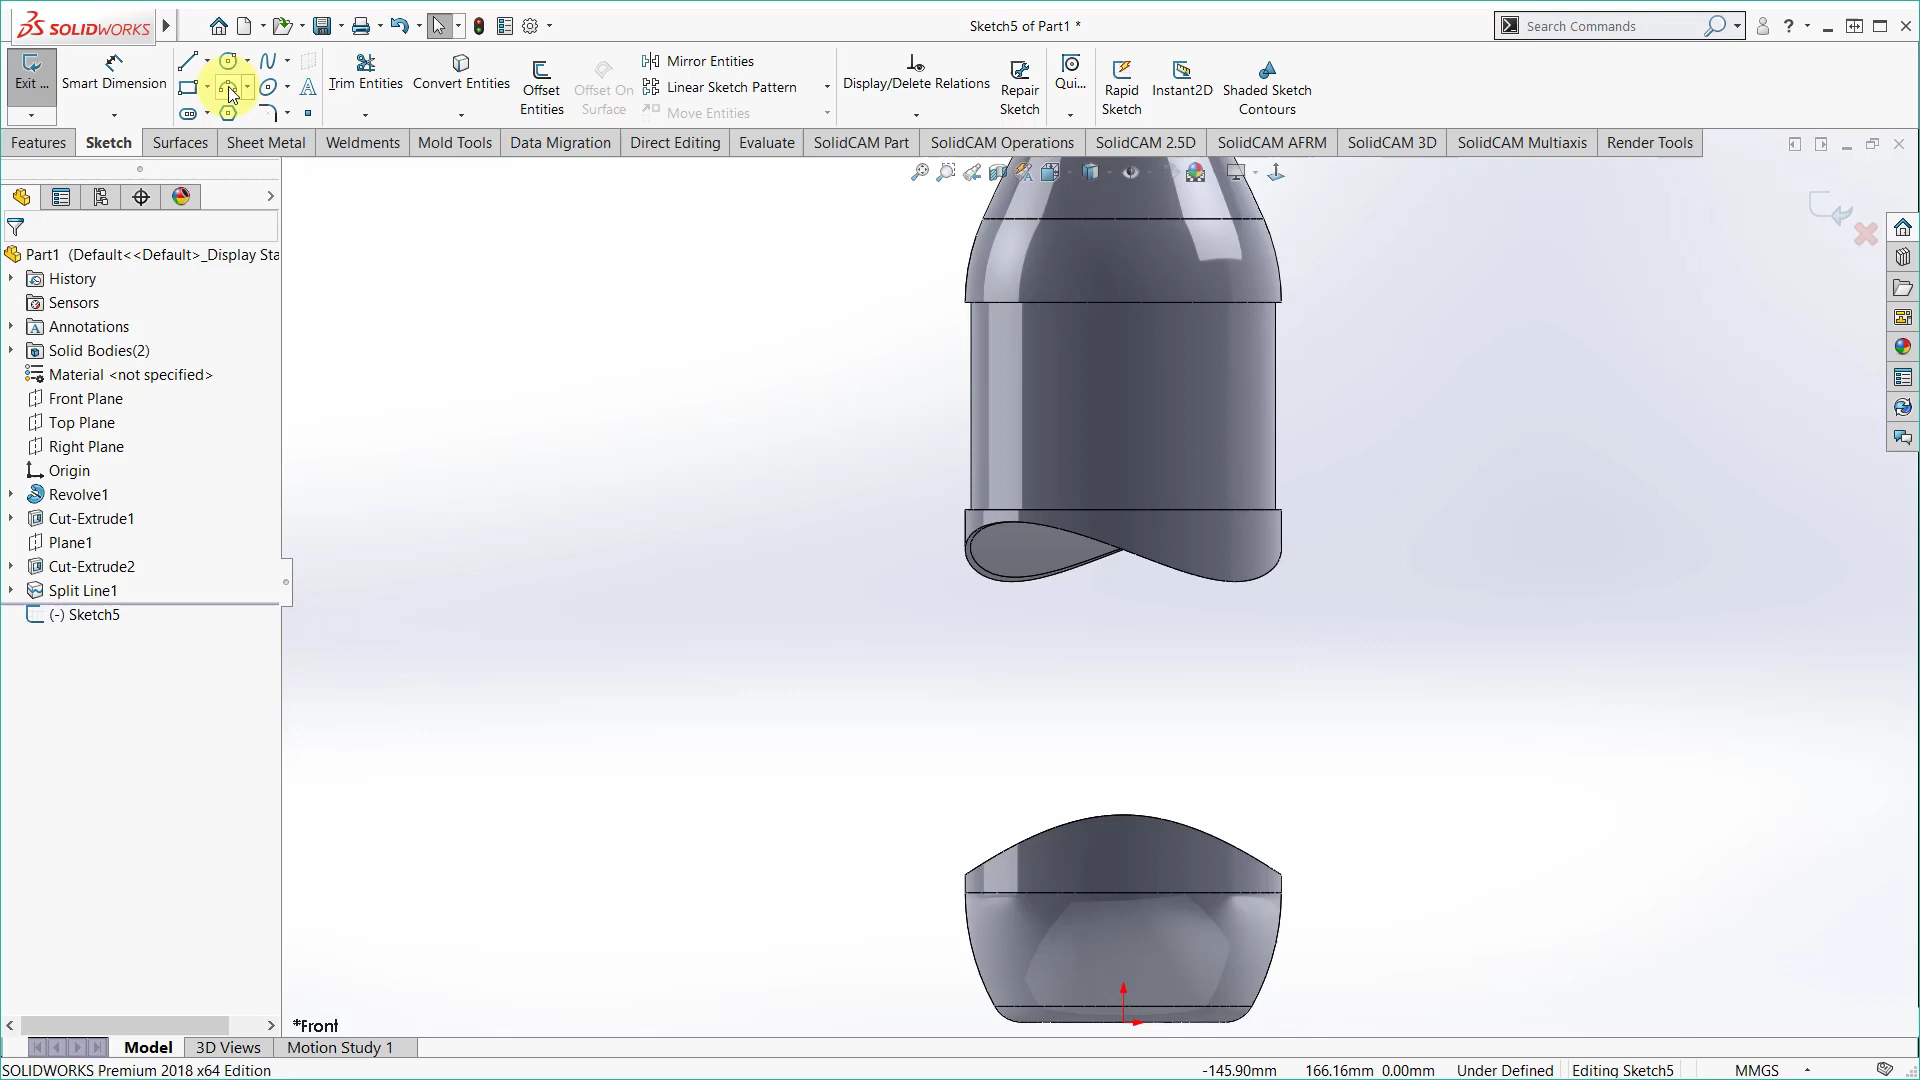 SOLIDWORKS
Sketch5 of Part1 *
Search Commands
?
Exit ...
Smart Dimension
Trim Entities
Convert Entities
Offset
Entities
Offset On
Surface
Mirror Entities
Linear Sketch Pattern
Move Entities
Display/Delete Relations
Repair
Sketch
Qui...
Rapid
Sketch
Instant2D
Shaded Sketch
Contours
Features
Sketch
Surfaces
Sheet Metal
Weldments
Mold Tools
Data Migration
Direct Editing
Evaluate
SolidCAM Part
SolidCAM Operations
SolidCAM 2.5D
SolidCAM AFRM
SolidCAM 3D
SolidCAM Multiaxis
Render Tools
Part1 (Default<<Default>_Display Sta
History
Sensors
Annotations
Solid Bodies(2)
Material <not specified>
Front Plane
Top Plane
Right Plane
Origin
Revolve1
Cut-Extrude1
Plane1
Cut-Extrude2
Split Line1
(-) Sketch5
*Front
Model
3D Views
Motion Study 1
SOLIDWORKS Premium 2018 x64 Edition
-145.90mm
166.16mm 0.00mm
Under Defined
Editing Sketch5
MMGS